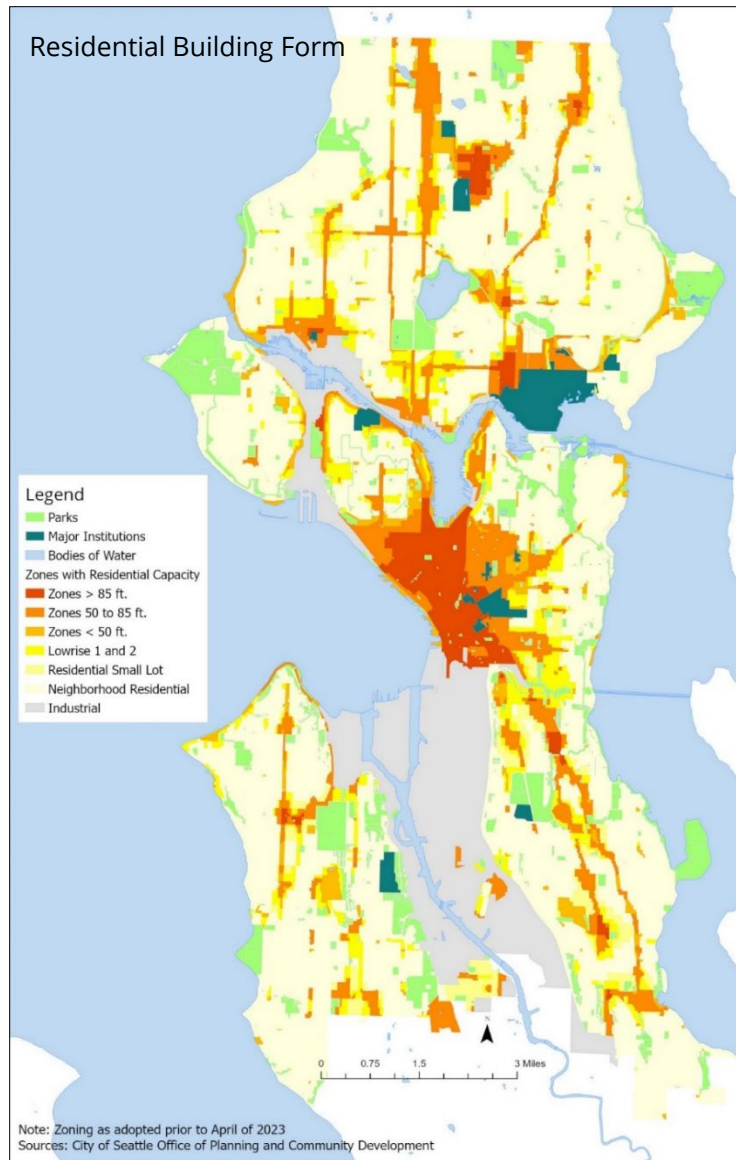 Residential Building Form
Legend
Parks
Major Institutions
Bodies of Water
Zones with Residential Capacity
Zones > 85 ft.
Zones 50 to 85 ft.
Zones < 50 ft.
Lowrise 1 and 2
Residential Small Lot
Neighborhood Residential
Industrial
N
0 0.75 1.5 3 Miles
Note: Zoning as adopted prior to April of 2023
Sources: City of Seattle Office of Planning and Community Development